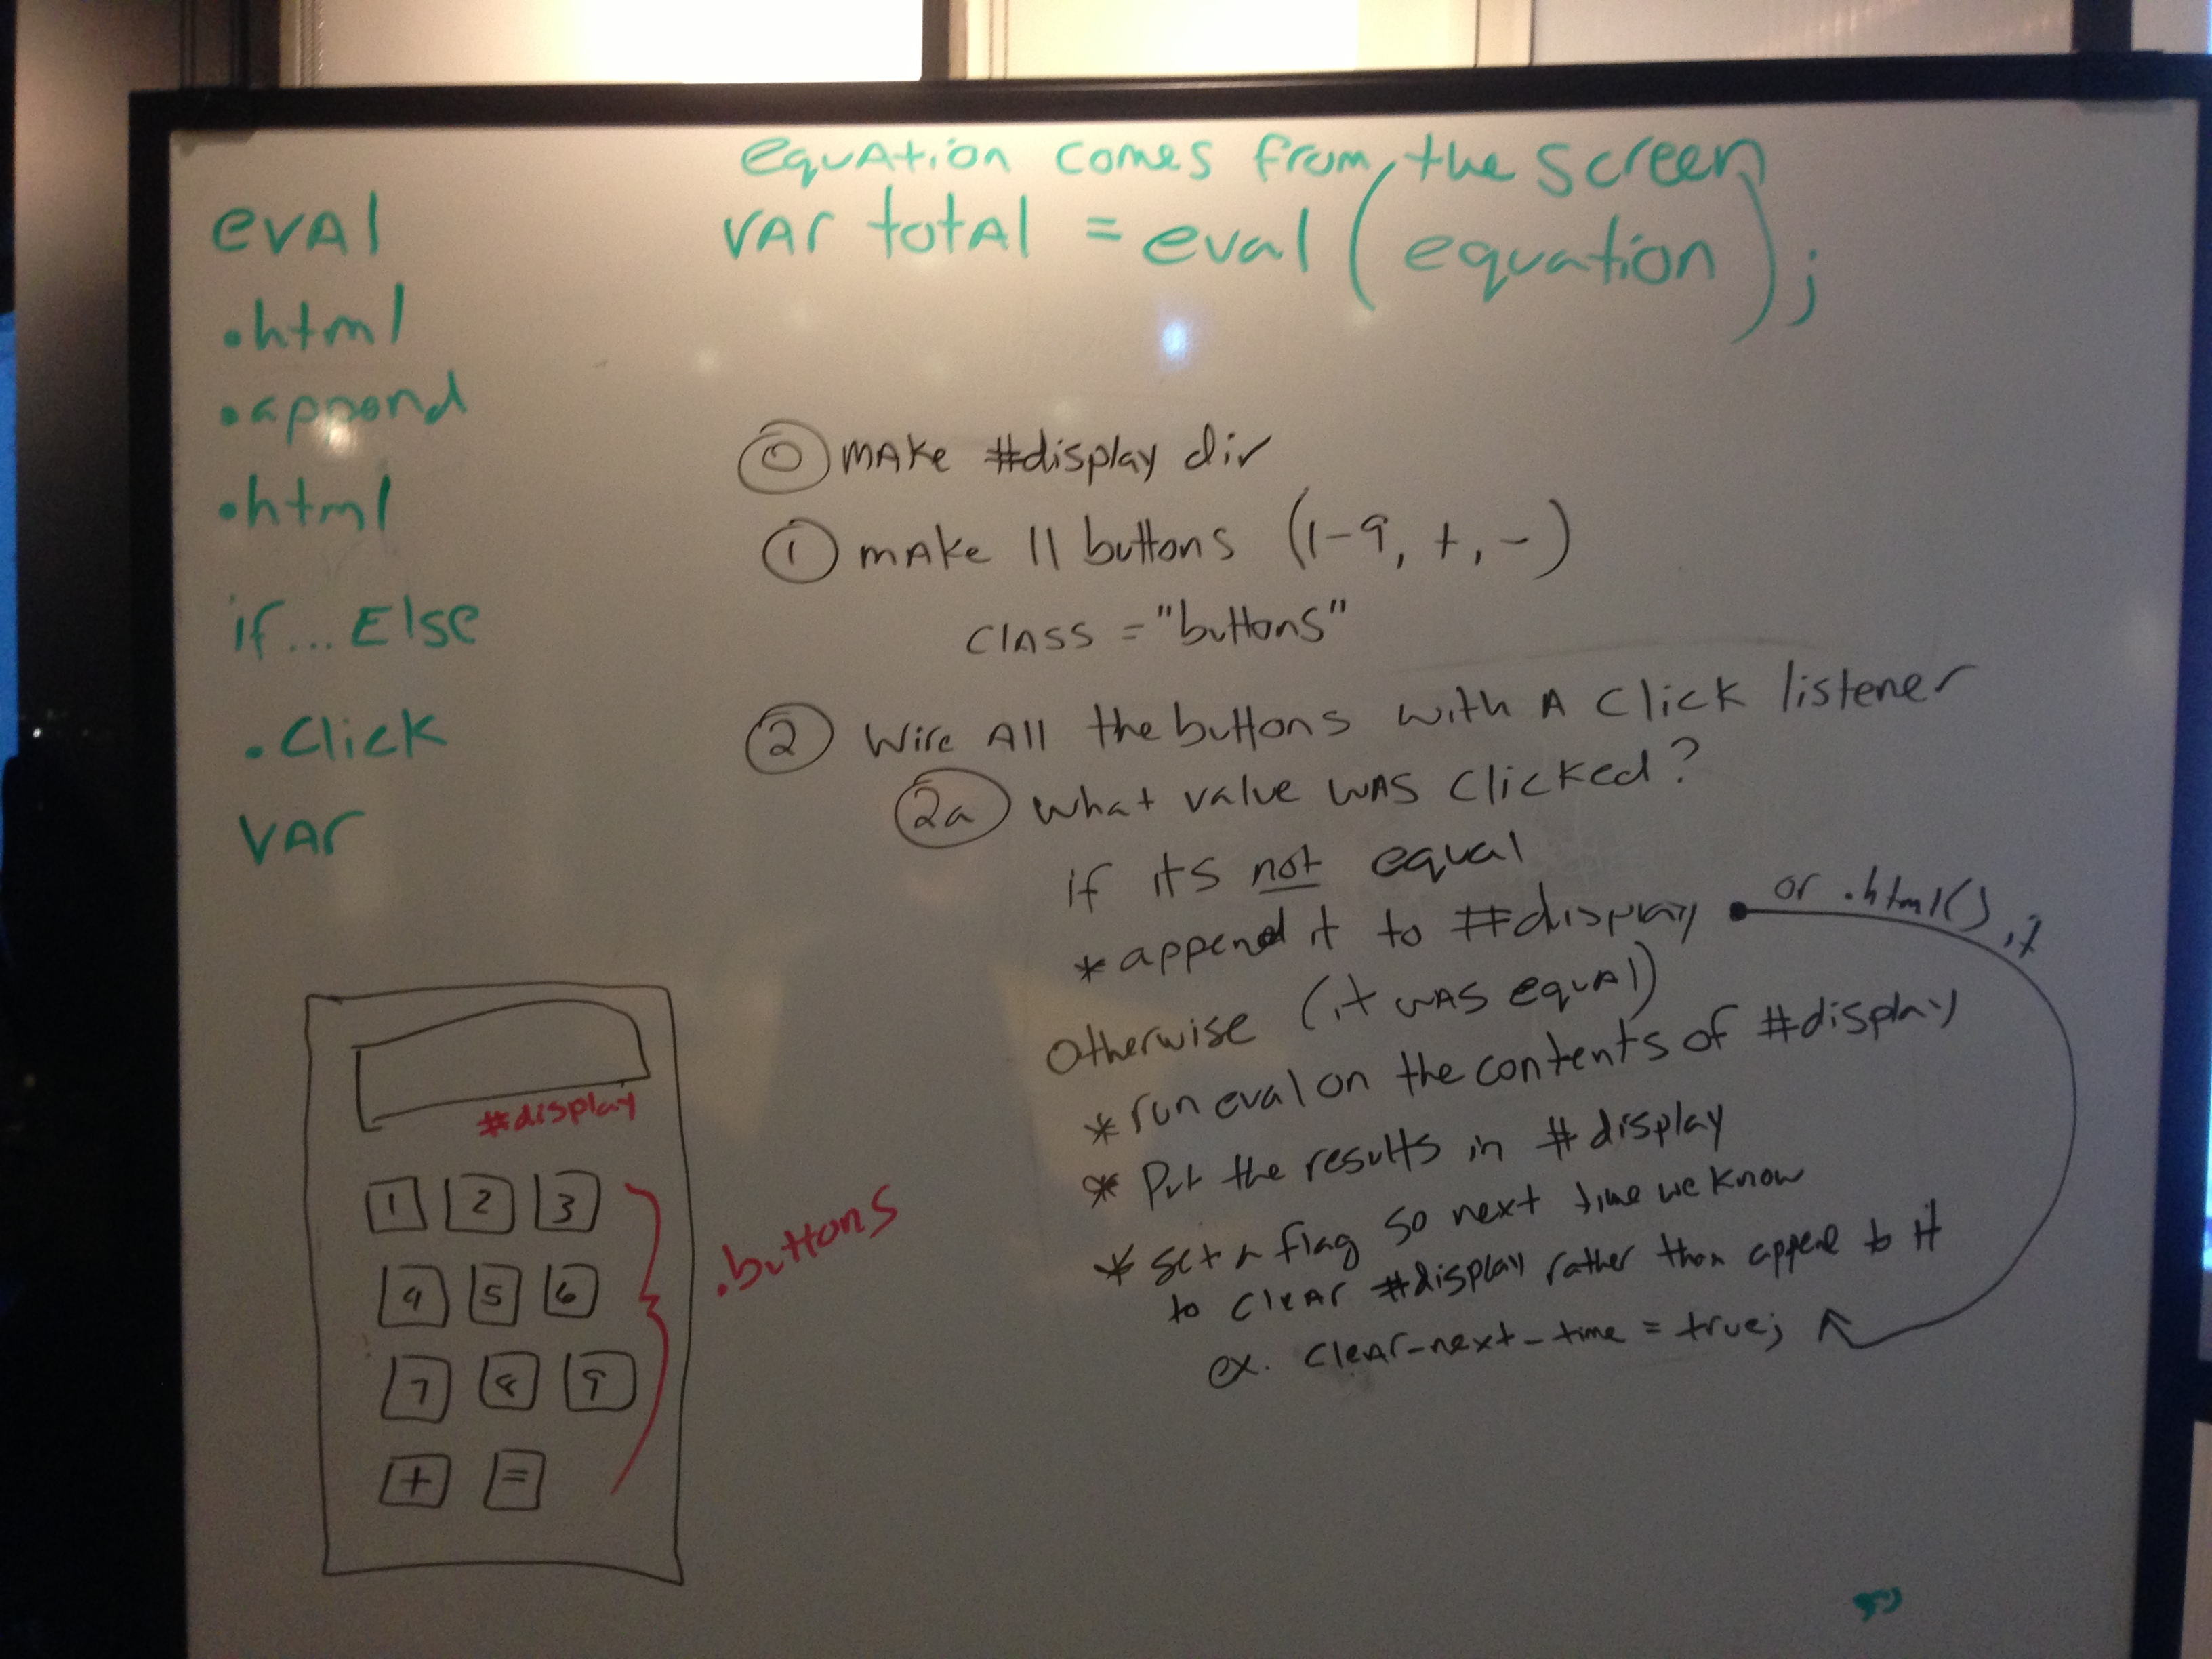 equation comes from the screen
var total = eval(equation);
eval
.html
.append
.html
if...Else
.click
var
0 make #display div
1 make 11 buttons (1-9, +, -)
class = "buttons"
2 Wire All the buttons with A Click listener
2a what value was clicked?
if its not equal
* append it to #display • or .html() it
Otherwise (it was equal)
* run eval on the contents of #display
* Put the results in #display
* set a flag so next time we know
to clear #display rather than append to it
ex. clear-next-time = true;
#display
1 2 3
4 5 6
7 8 9
+ =
.buttons